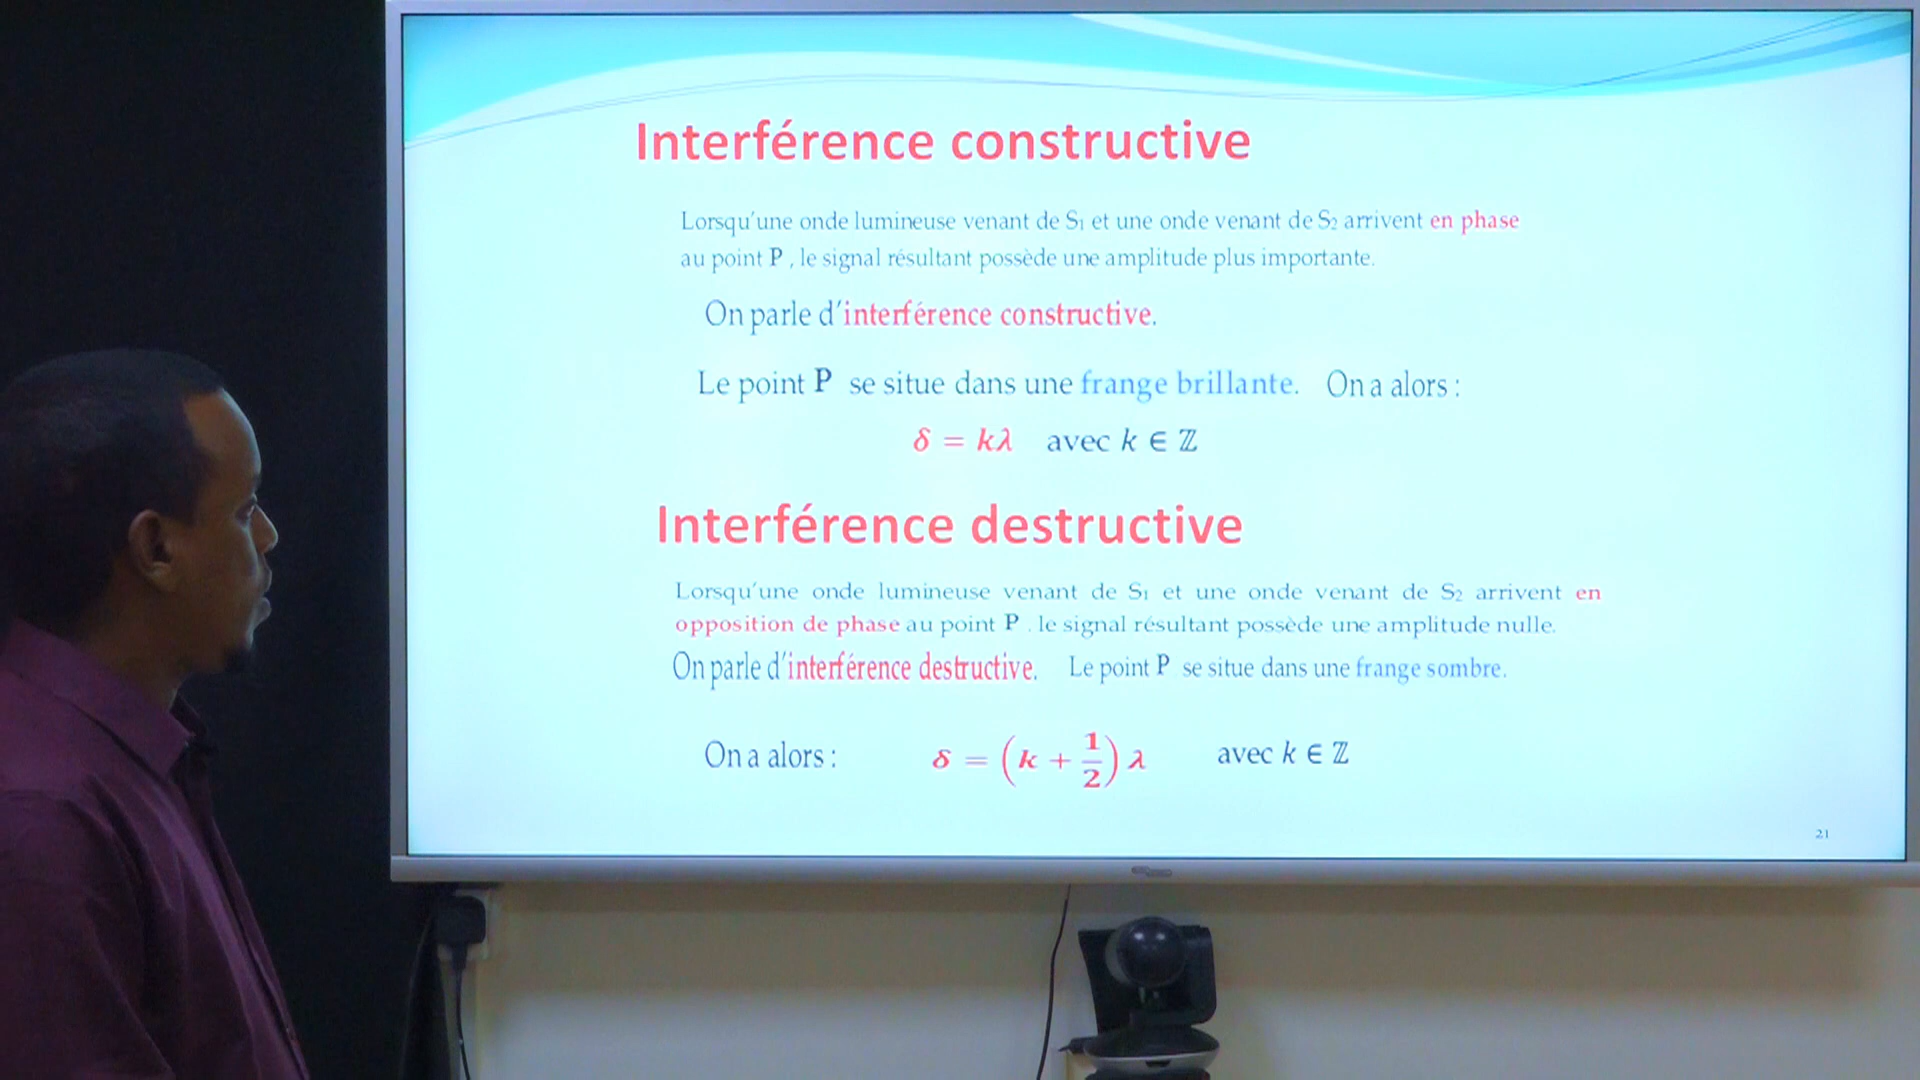 Interférence constructive
Lorsqu'une onde lumineuse venant de S₁ et une onde venant de S₂ arrivent en phase
au point P , le signal résultant possède une amplitude plus importante.
On parle d'interférence constructive.
Le point P se situe dans une frange brillante. On a alors :
δ = kλ avec k ∈ ℤ
Interférence destructive
Lorsqu'une onde lumineuse venant de S₁ et une onde venant de S₂ arrivent en
opposition de phase au point P . le signal résultant possède une amplitude nulle.
On parle d'interférence destructive. Le point P se situe dans une frange sombre.
On a alors : δ = (k + 1/2) λ avec k ∈ ℤ
21